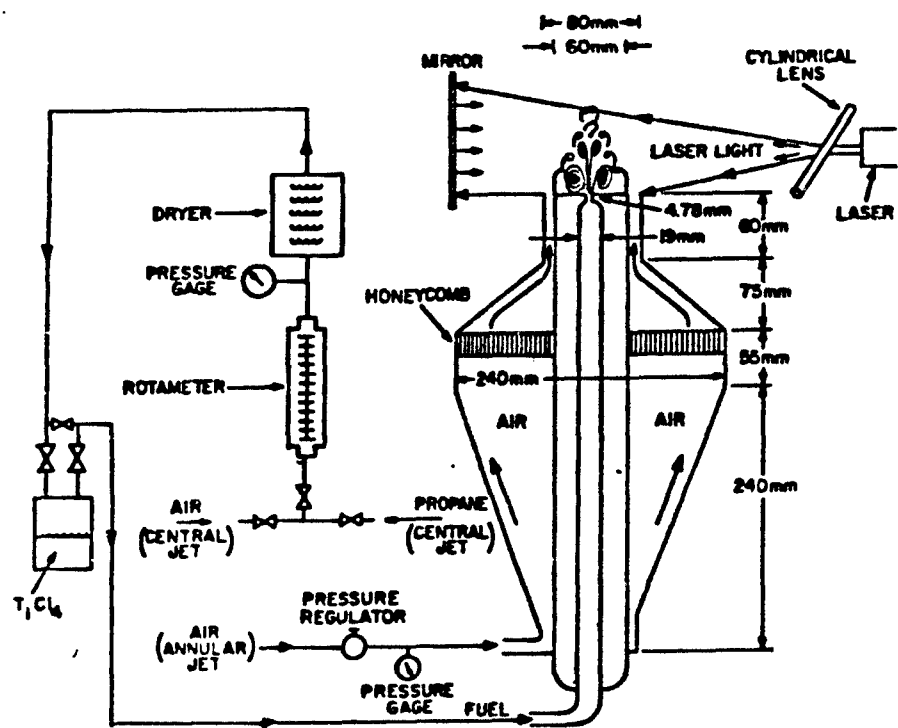 80mm
60mm
MIRROR
CYLINDRICAL
LENS
LASER LIGHT
LASER
4.78mm
60mm
19mm
DRYER
PRESSURE
GAGE
75mm
HONEYCOMB
55mm
ROTAMETER
240mm
AIR
AIR
240mm
AIR
(CENTRAL
JET)
PROPANE
(CENTRAL
JET)
TiCl4
PRESSURE
REGULATOR
AIR
(ANNULAR
JET)
PRESSURE
GAGE
FUEL